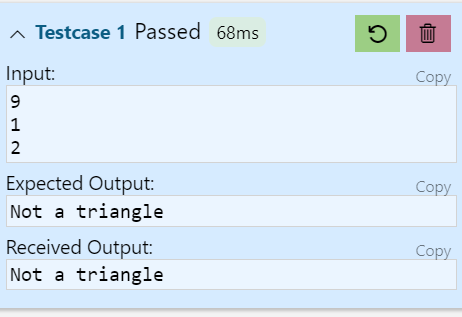 Testcase 1 Passed 68ms
Input:
Copy
9
1
2
Expected Output:
Copy
Not a triangle
Received Output:
Copy
Not a triangle